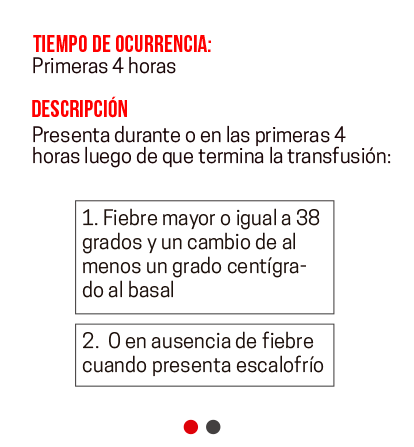 TIEMPO DE OCURRENCIA:
Primeras 4 horas
DESCRIPCIÓN
Presenta durante o en las primeras 4
horas luego de que termina la transfusión:
1. Fiebre mayor o igual a 38
grados y un cambio de al
menos un grado centígra-
do al basal
2. O en ausencia de fiebre
cuando presenta escalofrío